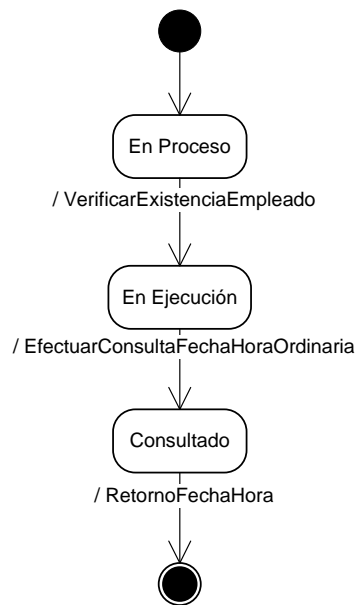 En Proceso
/ VerificarExistenciaEmpleado
En Ejecución
/ EfectuarConsultaFechaHoraOrdinaria
Consultado
/ RetornoFechaHora